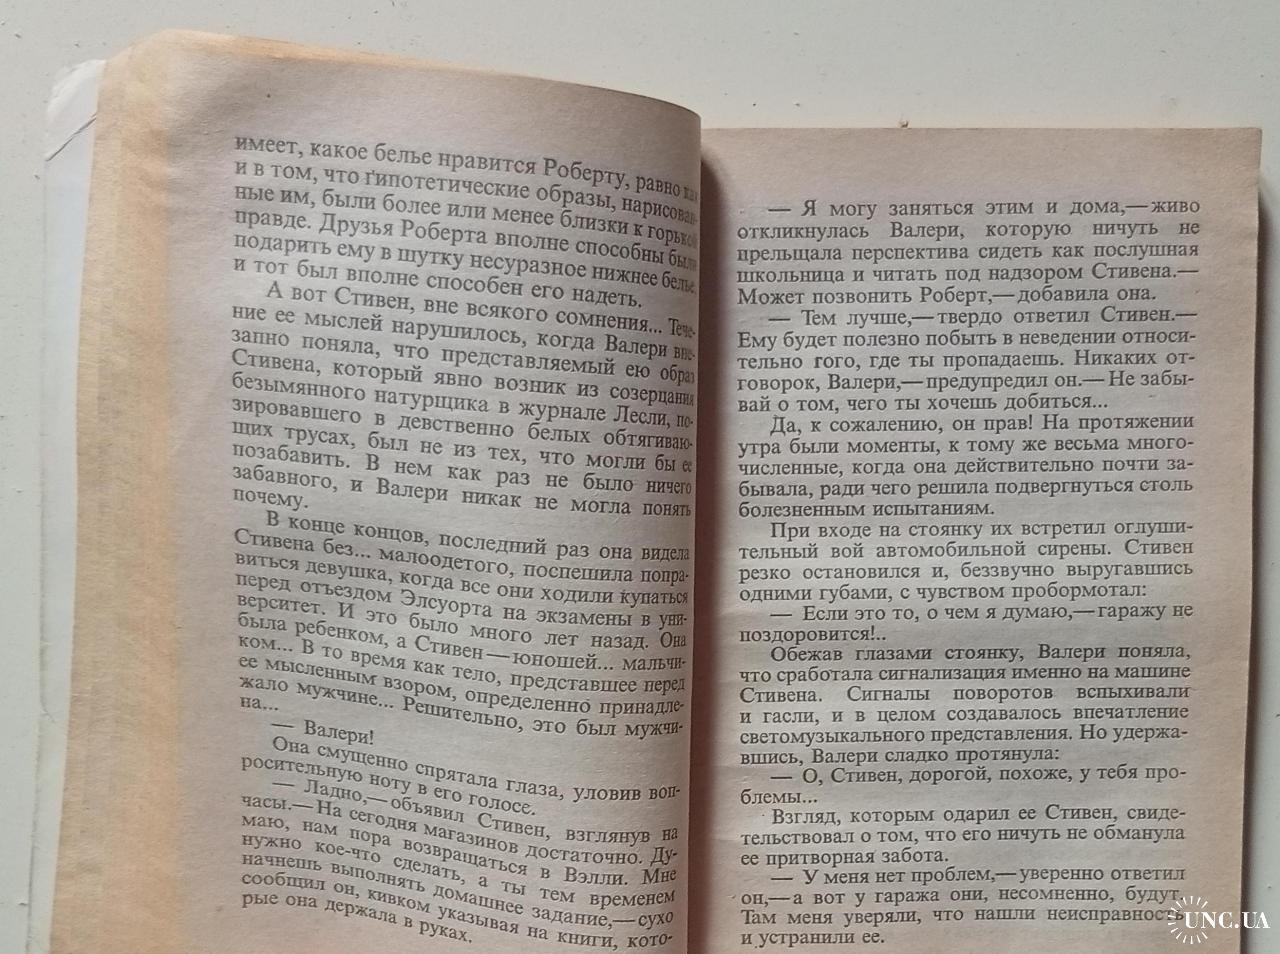 имеет, какое белье нравится Роберту, равно как
и в том, что гипотетические образы, нарисован-
ные им, были более или менее близки к горькой
правде. Друзья Роберта вполне способны были
подарить ему в шутку несуразное нижнее белье,
и тот был вполне способен его надеть.
А вот Стивен, вне всякого сомнения... Тече-
ние ее мыслей нарушилось, когда Валери вне-
запно поняла, что представляемый ею образ
Стивена, который явно возник из созерцания
безымянного натурщика в журнале Лесли, по-
зировавшего в девственно белых обтягиваю-
ших трусах, был не из тех, что могли бы ее
позабавить. В нем как раз не было ничего
забавного, и Валери никак не могла понять
почему.
В конце концов, последний раз она видела
Стивена без... малоодетого, поспешила попра-
виться девушка, когда все они ходили купаться
перед отъездом Элсуорта на экзамены в уни-
верситет. И это было много лет назад. Она
была ребенком, а Стивен — юношей... мальчи-
ком... В то время как тело, представшее перед
ее мысленным взором, определенно принадле-
жало мужчине... Решительно, это был мужчи-
на...
— Валери!
Она смущенно спрятала глаза, уловив воп-
росительную ноту в его голосе.
— Ладно,— объявил Стивен, взглянув на
часы.— На сегодня магазинов достаточно. Ду-
маю, нам пора возвращаться в Вэлли. Мне
нужно кое-что сделать, а ты тем временем
начнешь выполнять домашнее задание,— сухо
сообщил он, кивком указывая на книги, кото-
рые она держала в руках.
— Я могу заняться этим и дома,— живо
откликнулась Валери, которую ничуть не
прельщала перспектива сидеть как послушная
школьница и читать под надзором Стивена.—
Может позвонить Роберт,— добавила она.
— Тем лучше,— твердо ответил Стивен.—
Ему будет полезно побыть в неведении относи-
тельно того, где ты пропадаешь. Никаких от-
говорок, Валери,— предупредил он.— Не забы-
вай о том, чего ты хочешь добиться...
Да, к сожалению, он прав! На протяжении
утра были моменты, к тому же весьма много-
численные, когда она действительно почти за-
бывала, ради чего решила подвергнуться столь
болезненным испытаниям.
При входе на стоянку их встретил оглуши-
тельный вой автомобильной сирены. Стивен
резко остановился и, беззвучно выругавшись
одними губами, с чувством пробормотал:
— Если это то, о чем я думаю,— гаражу не
поздоровится!..
Обежав глазами стоянку, Валери поняла,
что сработала сигнализация именно на машине
Стивена. Сигналы поворотов вспыхивали
и гасли, и в целом создавалось впечатление
светомузыкального представления. Но удержа-
вшись, Валери сладко протянула:
— О, Стивен, дорогой, похоже, у тебя про-
блемы...
Взгляд, которым одарил ее Стивен, свиде-
тельствовал о том, что его ничуть не обманула
ее притворная забота.
— У меня нет проблем,— уверенно ответил
он,— а вот у гаража они, несомненно, будут.
Там меня уверяли, что нашли неисправность
и устранили ее.
UNC.UA